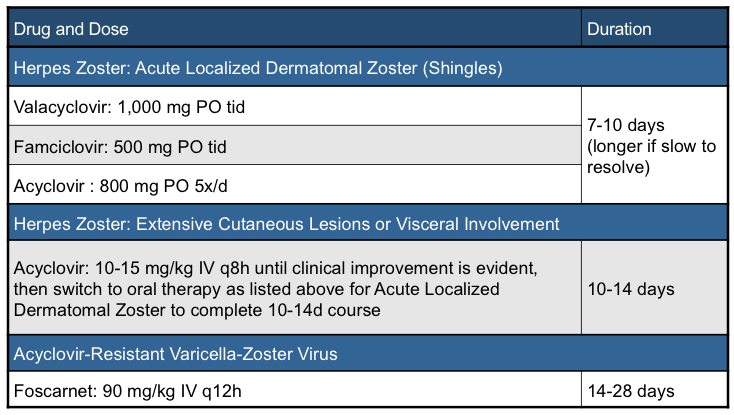 Drug and Dose
Duration
Herpes Zoster: Acute Localized Dermatomal Zoster (Shingles)
Valacyclovir: 1,000 mg PO tid
Famciclovir: 500 mg PO tid
Acyclovir : 800 mg PO 5x/d
7-10 days
(longer if slow to
resolve)
Herpes Zoster: Extensive Cutaneous Lesions or Visceral Involvement
Acyclovir: 10-15 mg/kg IV q8h until clinical improvement is evident,
then switch to oral therapy as listed above for Acute Localized
Dermatomal Zoster to complete 10-14d course
10-14 days
Acyclovir-Resistant Varicella-Zoster Virus
Foscarnet: 90 mg/kg IV q12h
14-28 days